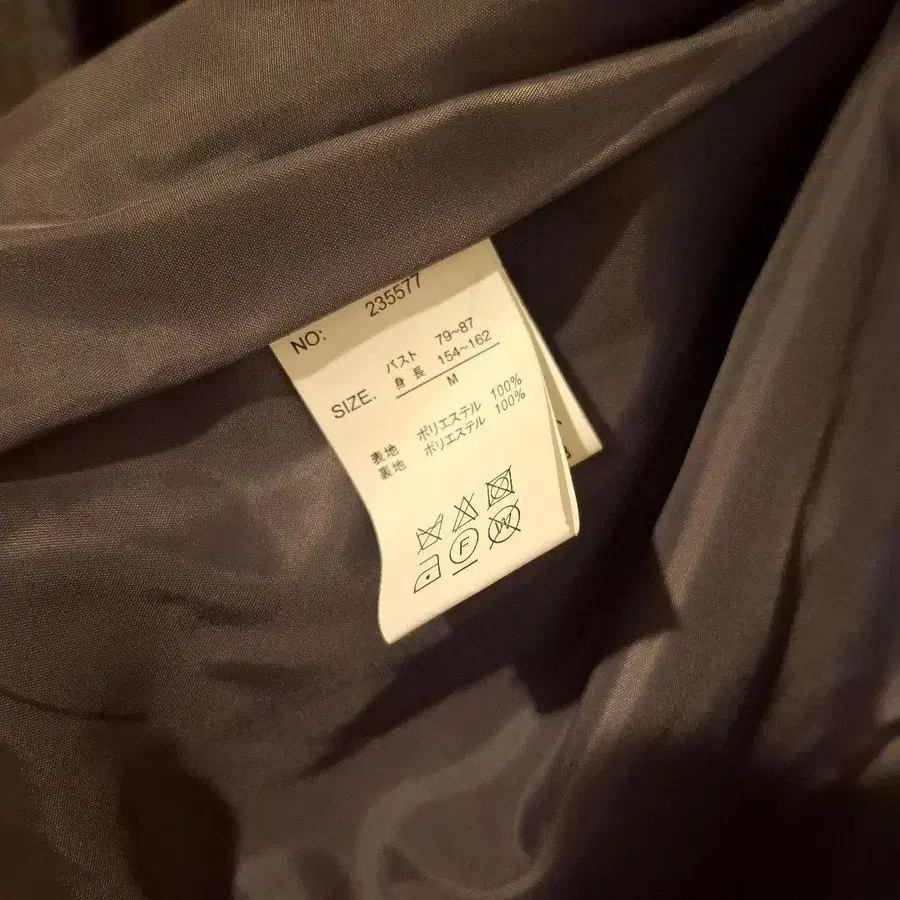 NO: 235577
バスト 79~87
身長 154~162
SIZE. M
表地 ポリエステル 100%
裏地 ポリエステル 100%
F
W